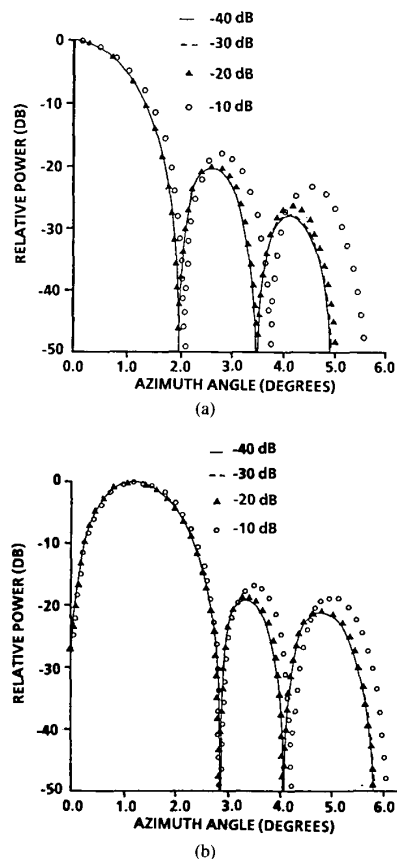 -40 dB
-30 dB
-20 dB
-10 dB
RELATIVE POWER (DB)
0
-10
-20
-30
-40
-50
0.0 1.0 2.0 3.0 4.0 5.0 6.0
AZIMUTH ANGLE (DEGREES)
(a)
-40 dB
-30 dB
-20 dB
-10 dB
RELATIVE POWER (DB)
0
-10
-20
-30
-40
-50
0.0 1.0 2.0 3.0 4.0 5.0 6.0
AZIMUTH ANGLE (DEGREES)
(b)